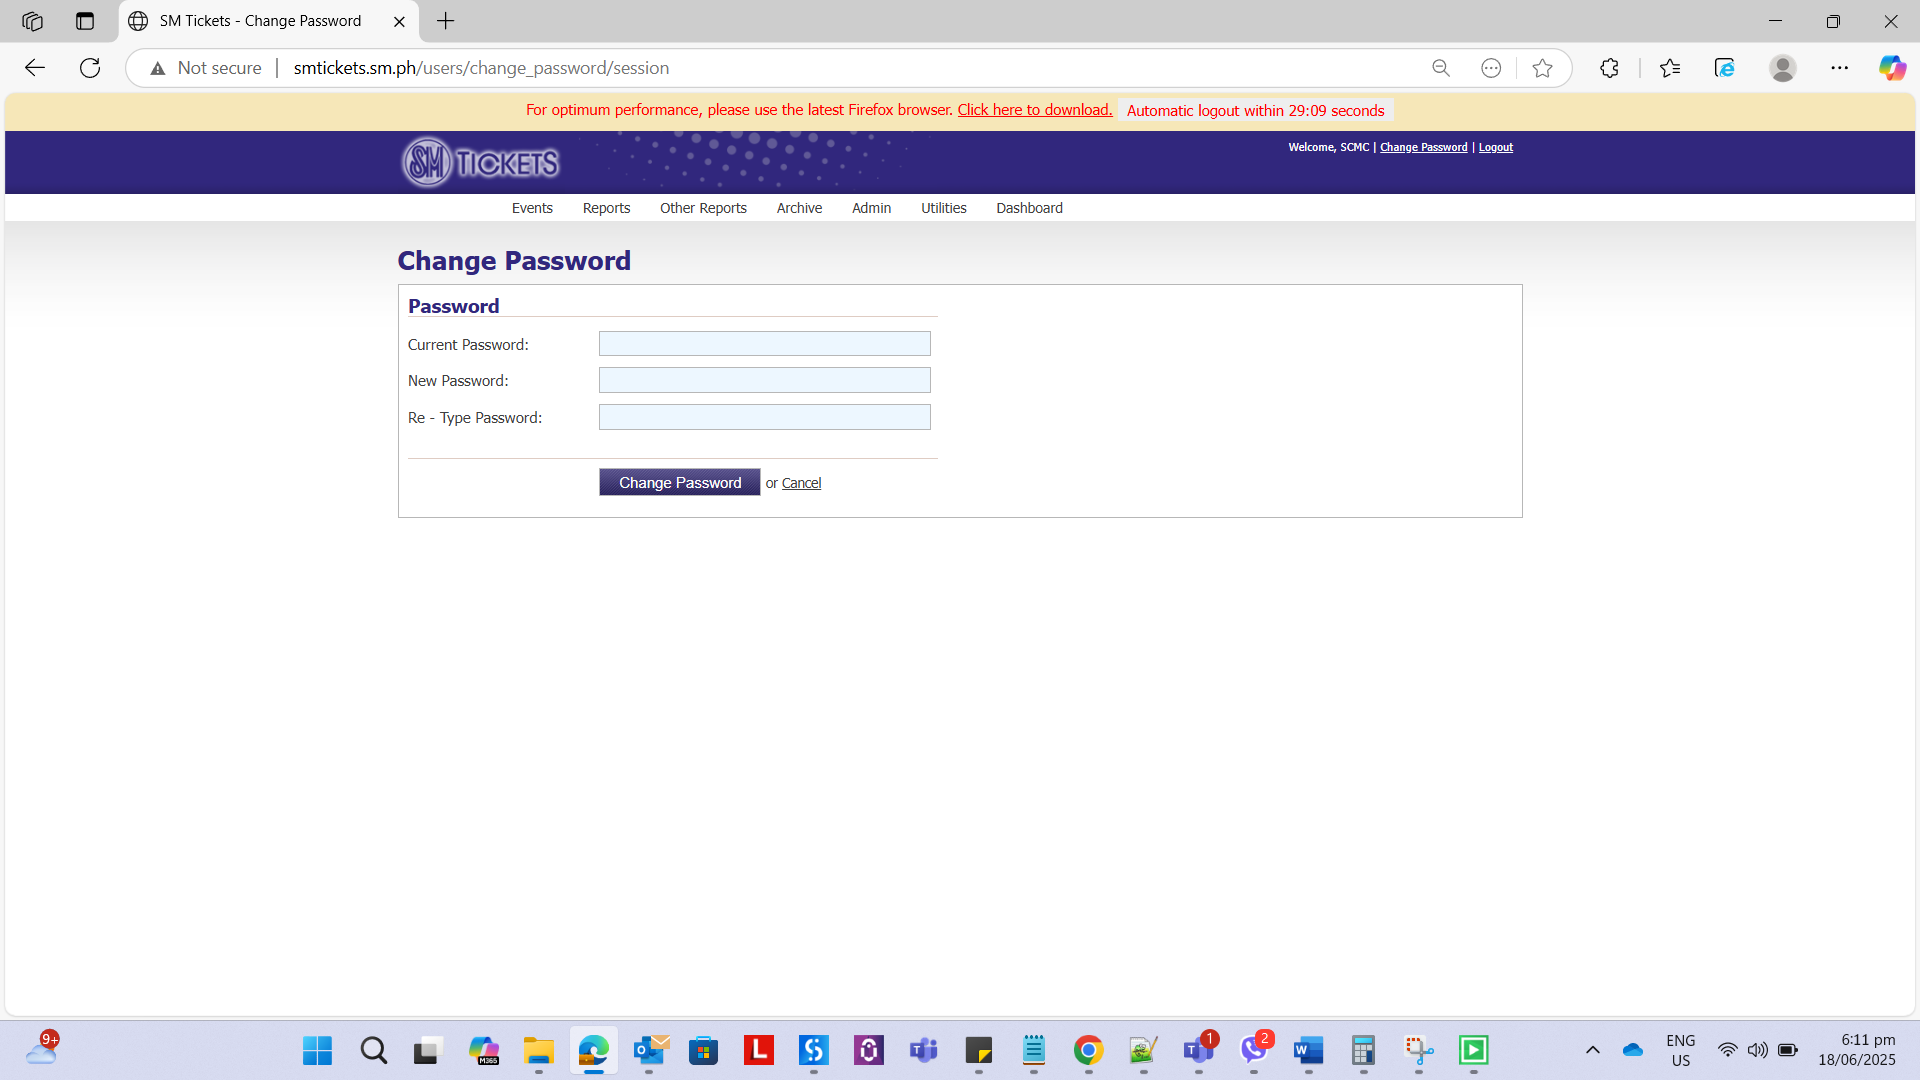 SM Tickets - Change Password
Not secure
smtickets.sm.ph/users/change_password/session
For optimum performance, please use the latest Firefox browser. Click here to download. Automatic logout within 29:09 seconds
SM TICKETS
Welcome, SCMC | Change Password | Logout
Events Reports Other Reports Archive Admin Utilities Dashboard
Change Password
Password
Current Password:
New Password:
Re - Type Password:
Change Password or Cancel
9+
M365
L
T
1
2
W
ENG
US
6:11 pm
18/06/2025